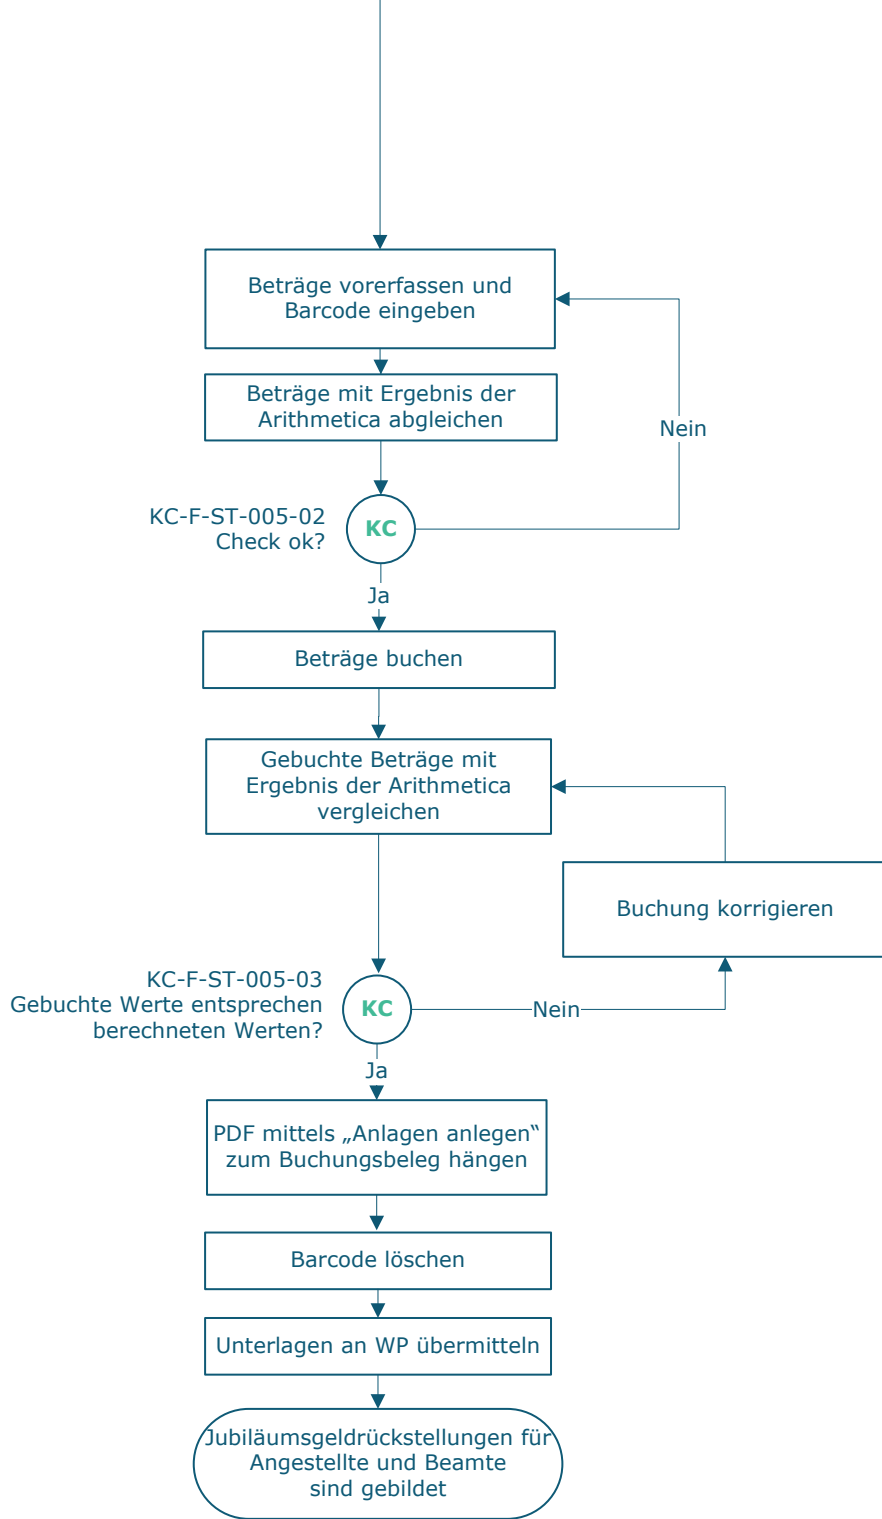 Beträge vorerfassen und
Barcode eingeben
Beträge mit Ergebnis der
Arithmetica abgleichen
Nein
KC-F-ST-005-02
Check ok?
KC
Ja
Beträge buchen
Gebuchte Beträge mit
Ergebnis der Arithmetica
vergleichen
Buchung korrigieren
KC-F-ST-005-03
Gebuchte Werte entsprechen
berechneten Werten?
KC
Nein
Ja
PDF mittels „Anlagen anlegen“
zum Buchungsbeleg hängen
Barcode löschen
Unterlagen an WP übermitteln
Jubiläumsgeldrückstellungen für
Angestellte und Beamte
sind gebildet